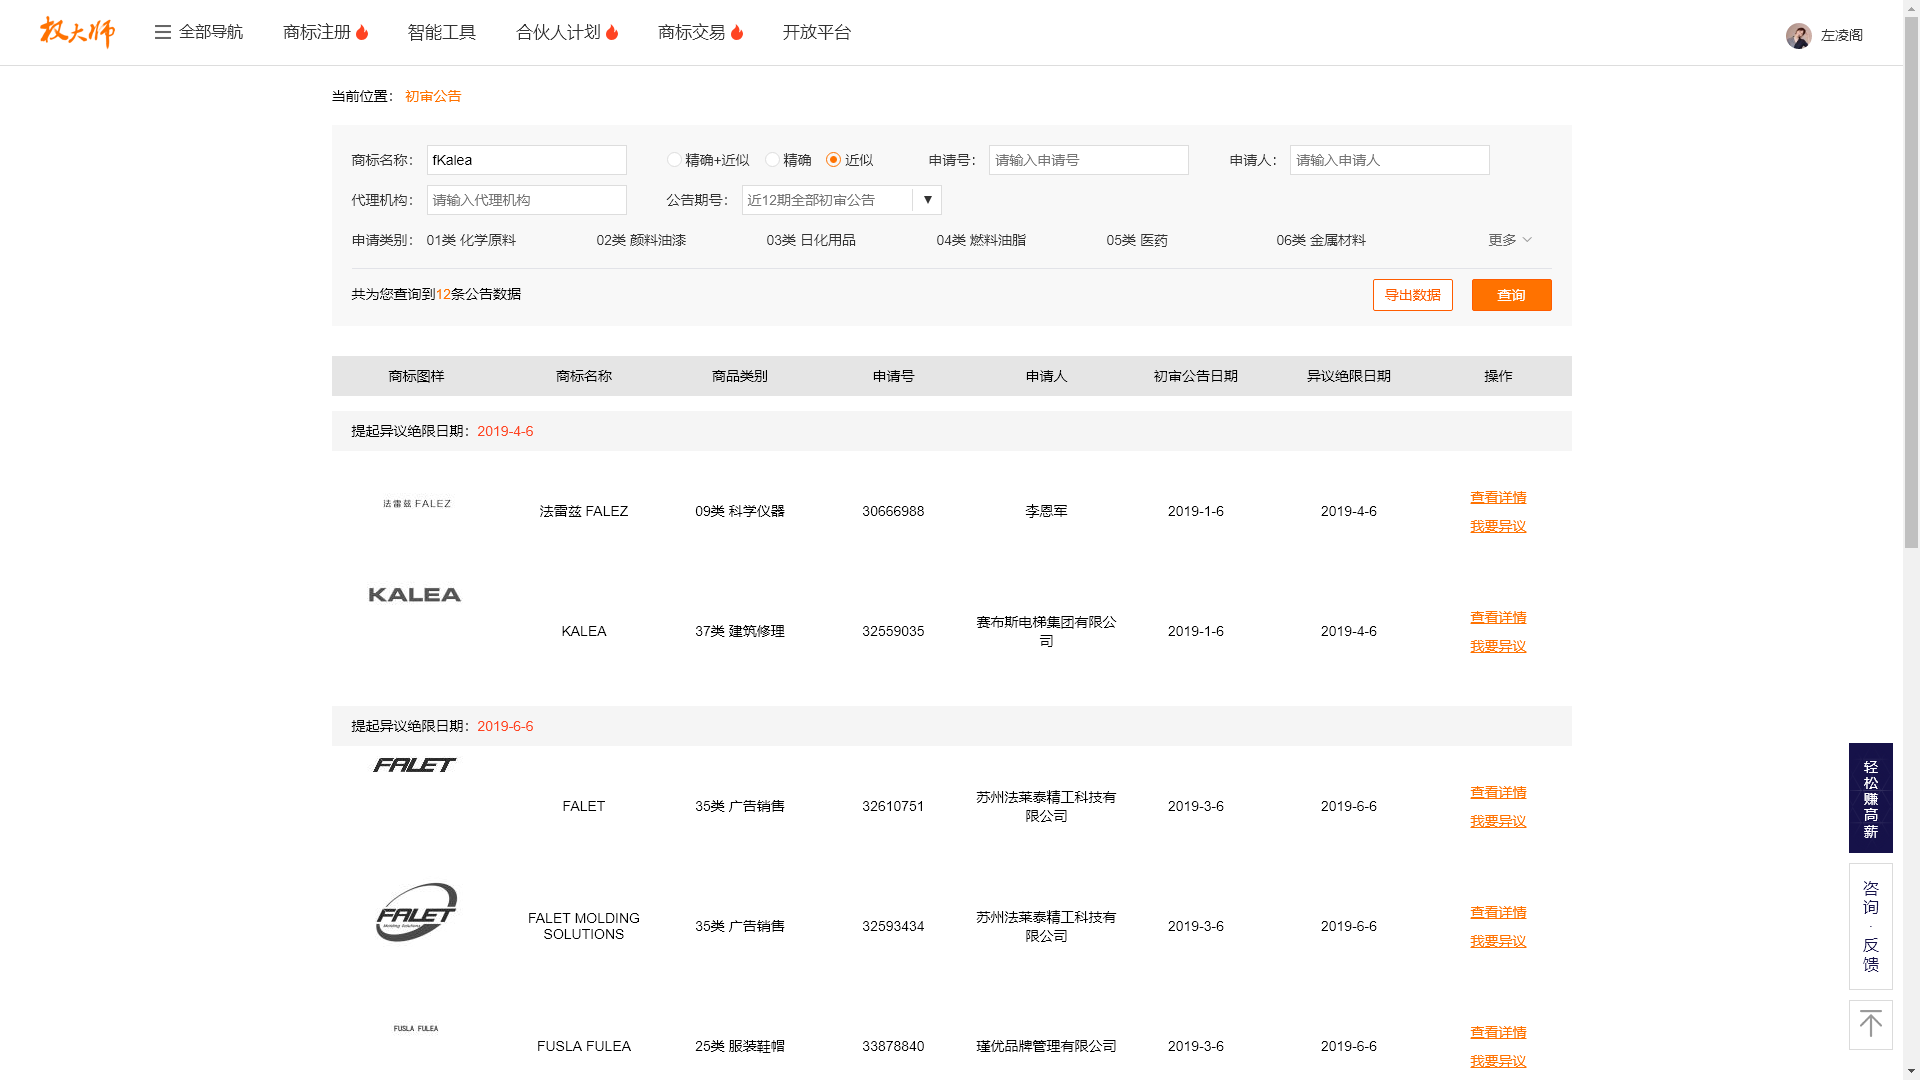 权大师 全部导航 商标注册 智能工具 合伙人计划 商标交易 开放平台 左凌阁
当前位置： 初审公告
商标名称： fKalea 精确+近似 精确 近似 申请号： 请输入申请号 申请人： 请输入申请人
代理机构： 请输入代理机构 公告期号： 近12期全部初审公告 ▼
申请类别： 01类 化学原料 02类 颜料油漆 03类 日化用品 04类 燃料油脂 05类 医药 06类 金属材料 更多
共为您查询到12条公告数据 导出数据 查询
商标图样 商标名称 商品类别 申请号 申请人 初审公告日期 异议绝限日期 操作
提起异议绝限日期：2019-4-6
法雷兹 FALEZ 法雷兹 FALEZ 09类 科学仪器 30666988 李恩军 2019-1-6 2019-4-6 查看详情
我要异议
KALEA KALEA 37类 建筑修理 32559035 赛布斯电梯集团有限公
司 2019-1-6 2019-4-6 查看详情
我要异议
提起异议绝限日期：2019-6-6
FALET FALET 35类 广告销售 32610751 苏州法莱泰精工科技有
限公司 2019-3-6 2019-6-6 查看详情
我要异议
FALET
Molding Solutions
FALET MOLDING
SOLUTIONS 35类 广告销售 32593434 苏州法莱泰精工科技有
限公司 2019-3-6 2019-6-6 查看详情
我要异议
FUSLA FULEA FUSLA FULEA 25类 服装鞋帽 33878840 瑾优品牌管理有限公司 2019-3-6 2019-6-6 查看详情
我要异议
轻松赚高薪
咨询·反馈